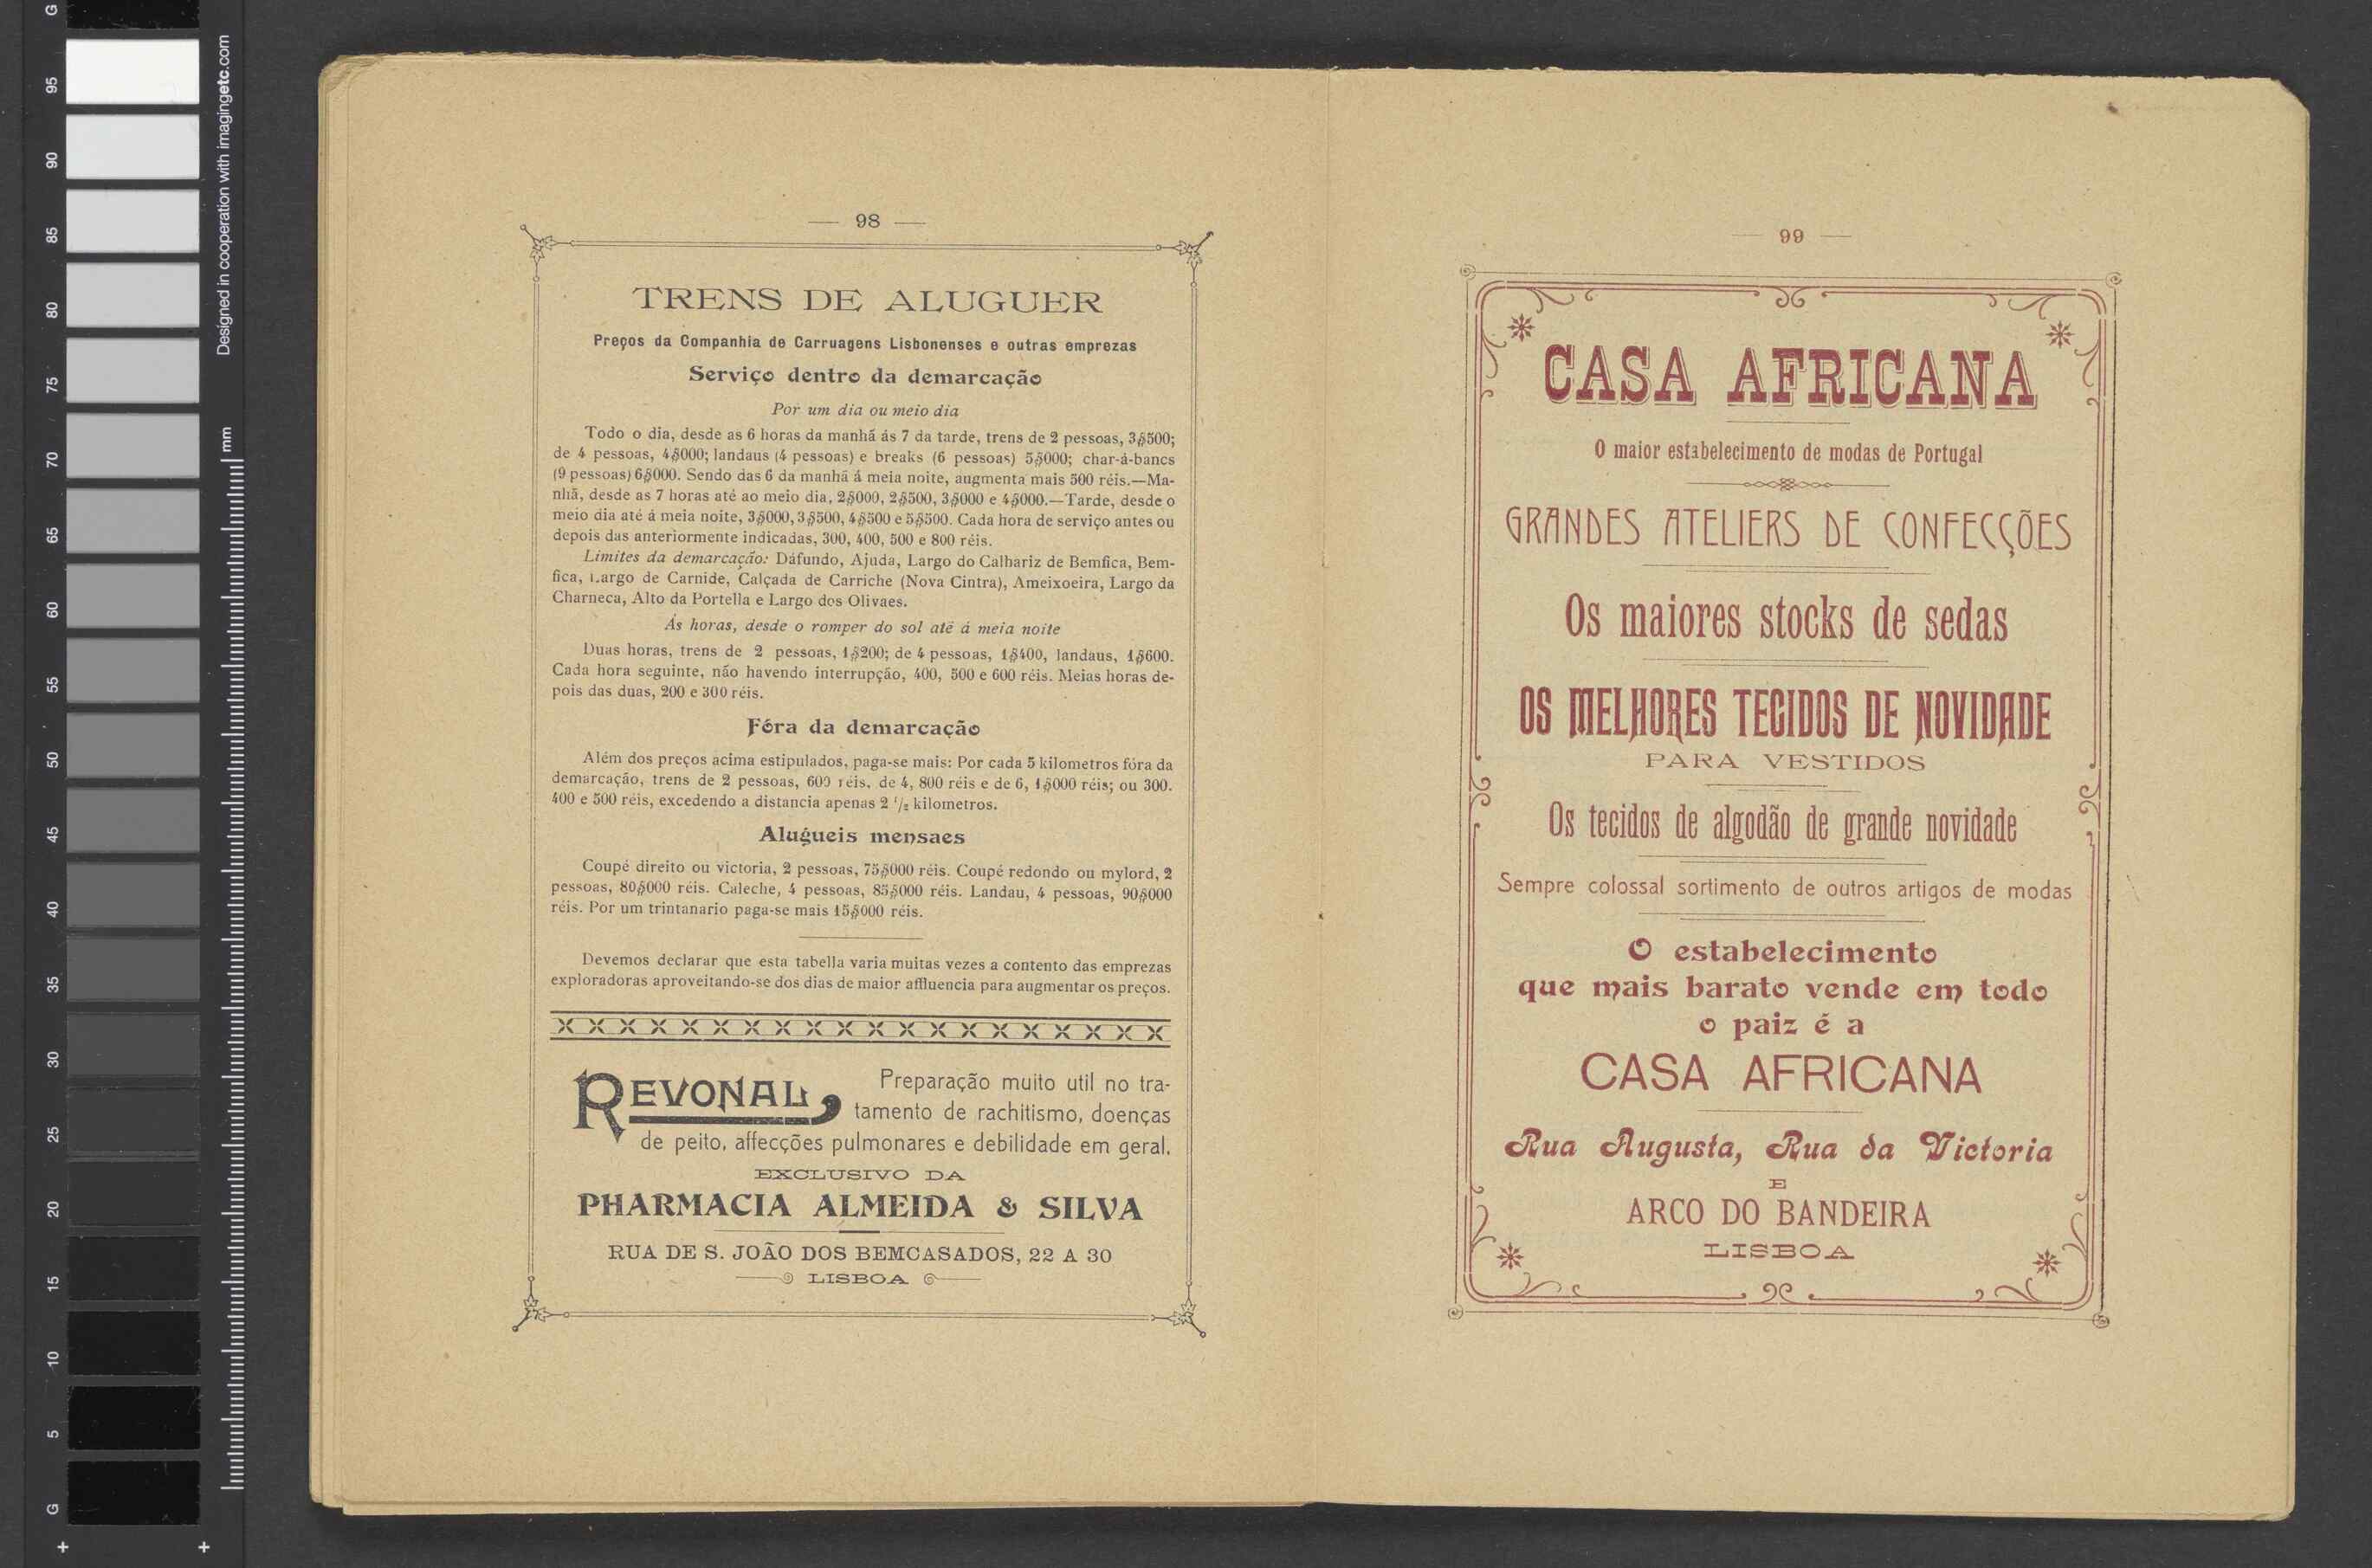 G
95
90
85
80
75
70
65
60
55
50
45
40
35
30
25
20
15
10
5
G
Designed in cooperation with imagingetc.com
mm
— 98 —
TRENS DE ALUGUER
Preços da Companhia de Carruagens Lisbonenses e outras emprezas
Serviço dentro da demarcação
Por um dia ou meio dia
Todo o dia, desde as 6 horas da manhã ás 7 da tarde, trens de 2 pessoas, 3$500;
de 4 pessoas, 4$000; landaus (4 pessoas) e breaks (6 pessoas) 5$000; char-á-bancs
(9 pessoas) 6$000. Sendo das 6 da manhã á meia noite, augmenta mais 500 réis.—Ma-
nhã, desde as 7 horas até ao meio dia, 2$000, 2$500, 3$000 e 4$000.—Tarde, desde o
meio dia até á meia noite, 3$000, 3$500, 4$500 e 5$500. Cada hora de serviço antes ou
depois das anteriormente indicadas, 300, 400, 500 e 800 réis.
Limites da demarcação: Dáfundo, Ajuda, Largo do Calhariz de Bemfica, Bem-
fica, Largo de Carnide, Calçada de Carriche (Nova Cintra), Ameixoeira, Largo da
Charneca, Alto da Portella e Largo dos Olivaes.
Ás horas, desde o romper do sol até á meia noite
Duas horas, trens de 2 pessoas, 1$200; de 4 pessoas, 1$400, landaus, 1$600.
Cada hora seguinte, não havendo interrupção, 400, 500 e 600 réis. Meias horas de-
pois das duas, 200 e 300 réis.
Fóra da demarcação
Além dos preços acima estipulados, paga-se mais: Por cada 5 kilometros fóra da
demarcação, trens de 2 pessoas, 600 réis, de 4, 800 réis e de 6, 1$000 réis; ou 300.
400 e 500 réis, excedendo a distancia apenas 2 1/2 kilometros.
Alugueis mensaes
Coupé direito ou victoria, 2 pessoas, 75$000 réis. Coupé redondo ou mylord, 2
pessoas, 80$000 réis. Caleche, 4 pessoas, 85$000 réis. Landau, 4 pessoas, 90$000
réis. Por um trintanario paga-se mais 15$000 réis.
Devemos declarar que esta tabella varia muitas vezes a contento das emprezas
exploradoras aproveitando-se dos dias de maior affluencia para augmentar os preços.
REVONAL Preparação muito util no tra-
tamento de rachitismo, doenças
de peito, affecções pulmonares e debilidade em geral.
EXCLUSIVO DA
PHARMACIA ALMEIDA & SILVA
RUA DE S. JOÃO DOS BEMCASADOS, 22 A 30
LISBOA
— 99 —
CASA AFRICANA
O maior estabelecimento de modas de Portugal
GRANDES ATELIERS DE CONFECÇÕES
Os maiores stocks de sedas
OS MELHORES TECIDOS DE NOVIDADE
PARA VESTIDOS
Os tecidos de algodão de grande novidade
Sempre colossal sortimento de outros artigos de modas
O estabelecimento
que mais barato vende em todo
o paiz é a
CASA AFRICANA
Rua Augusta, Rua da Victoria
E
ARCO DO BANDEIRA
LISBOA